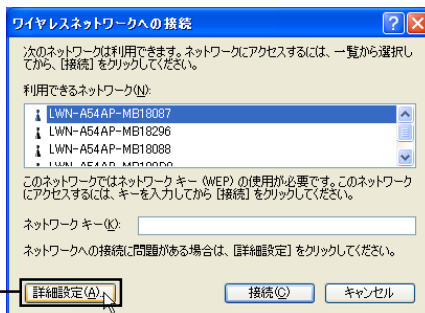 ワイヤレスネットワークへの接続
次のネットワークは利用できます。ネットワークにアクセスするには、一覧から選択し
てから、[接続] をクリックしてください。
利用できるネットワーク(N):
LWN-A54AP-MB18087
LWN-A54AP-MB18296
LWN-A54AP-MB18088
このネットワークではネットワーク キー (WEP) の使用が必要です。このネットワーク
にアクセスするには、キーを入力してから [接続] をクリックしてください。
ネットワーク キー(K):
ネットワークへの接続に問題がある場合は、[詳細設定] をクリックしてください。
詳細設定(A)...
接続(C)
キャンセル